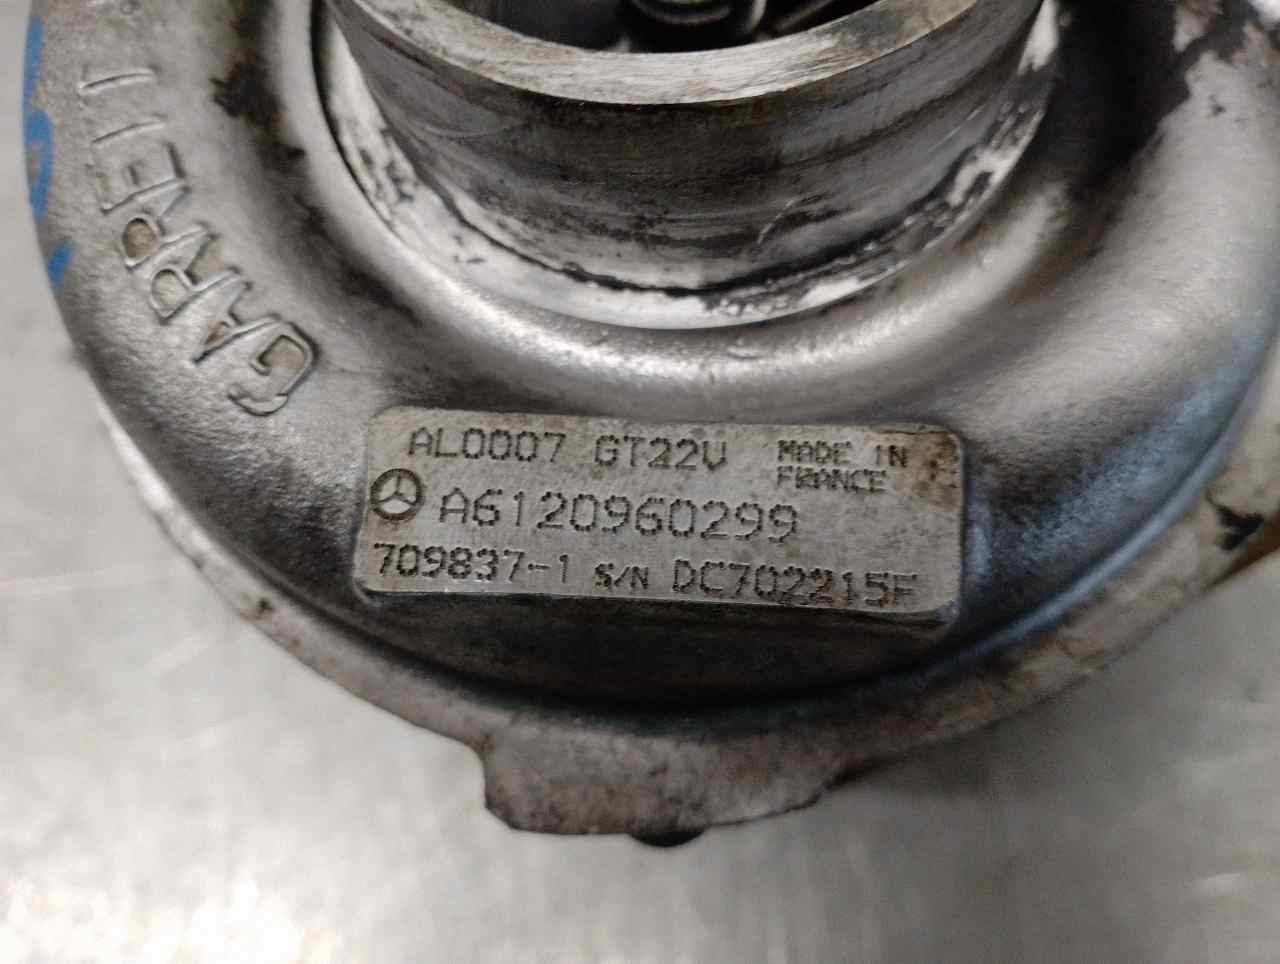 GARRETT
AL0007 GT22V MADE IN
FRANCE
A6120960299
709837-1 S/N DC702215F